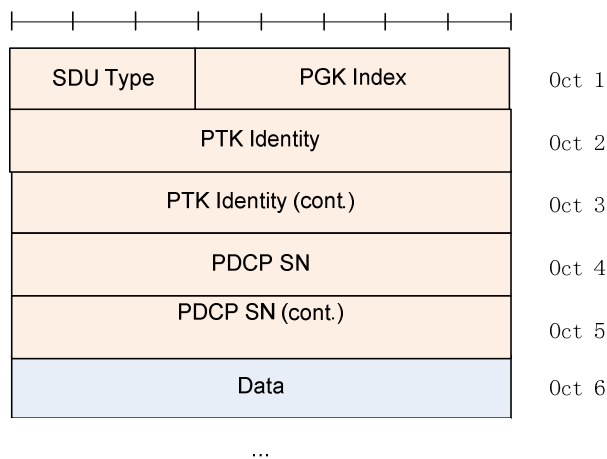 SDU Type PGK Index Oct 1
PTK Identity Oct 2
PTK Identity (cont.) Oct 3
PDCP SN Oct 4
PDCP SN (cont.) Oct 5
Data Oct 6
...